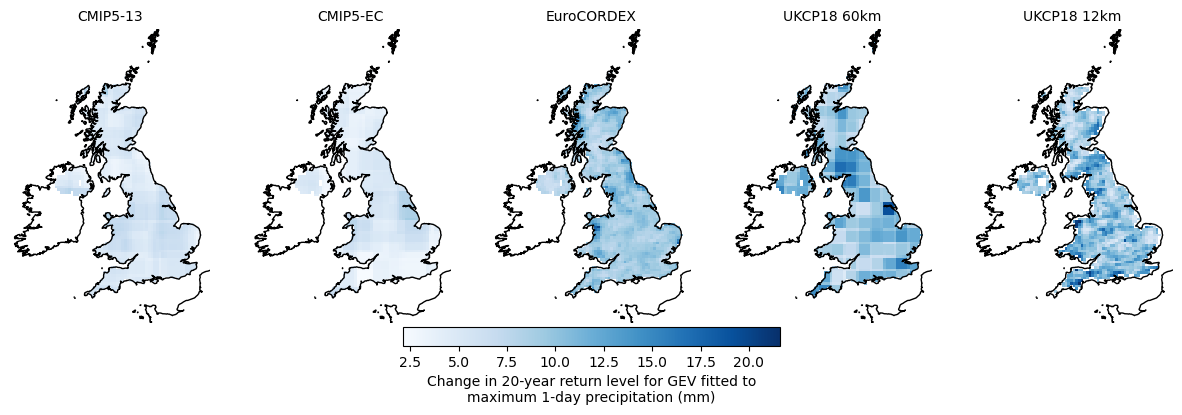 CMIP5-13
CMIP5-EC
EuroCORDEX
UKCP18 60km
UKCP18 12km
2.5 5.0 7.5 10.0 12.5 15.0 17.5 20.0
Change in 20-year return level for GEV fitted to
maximum 1-day precipitation (mm)